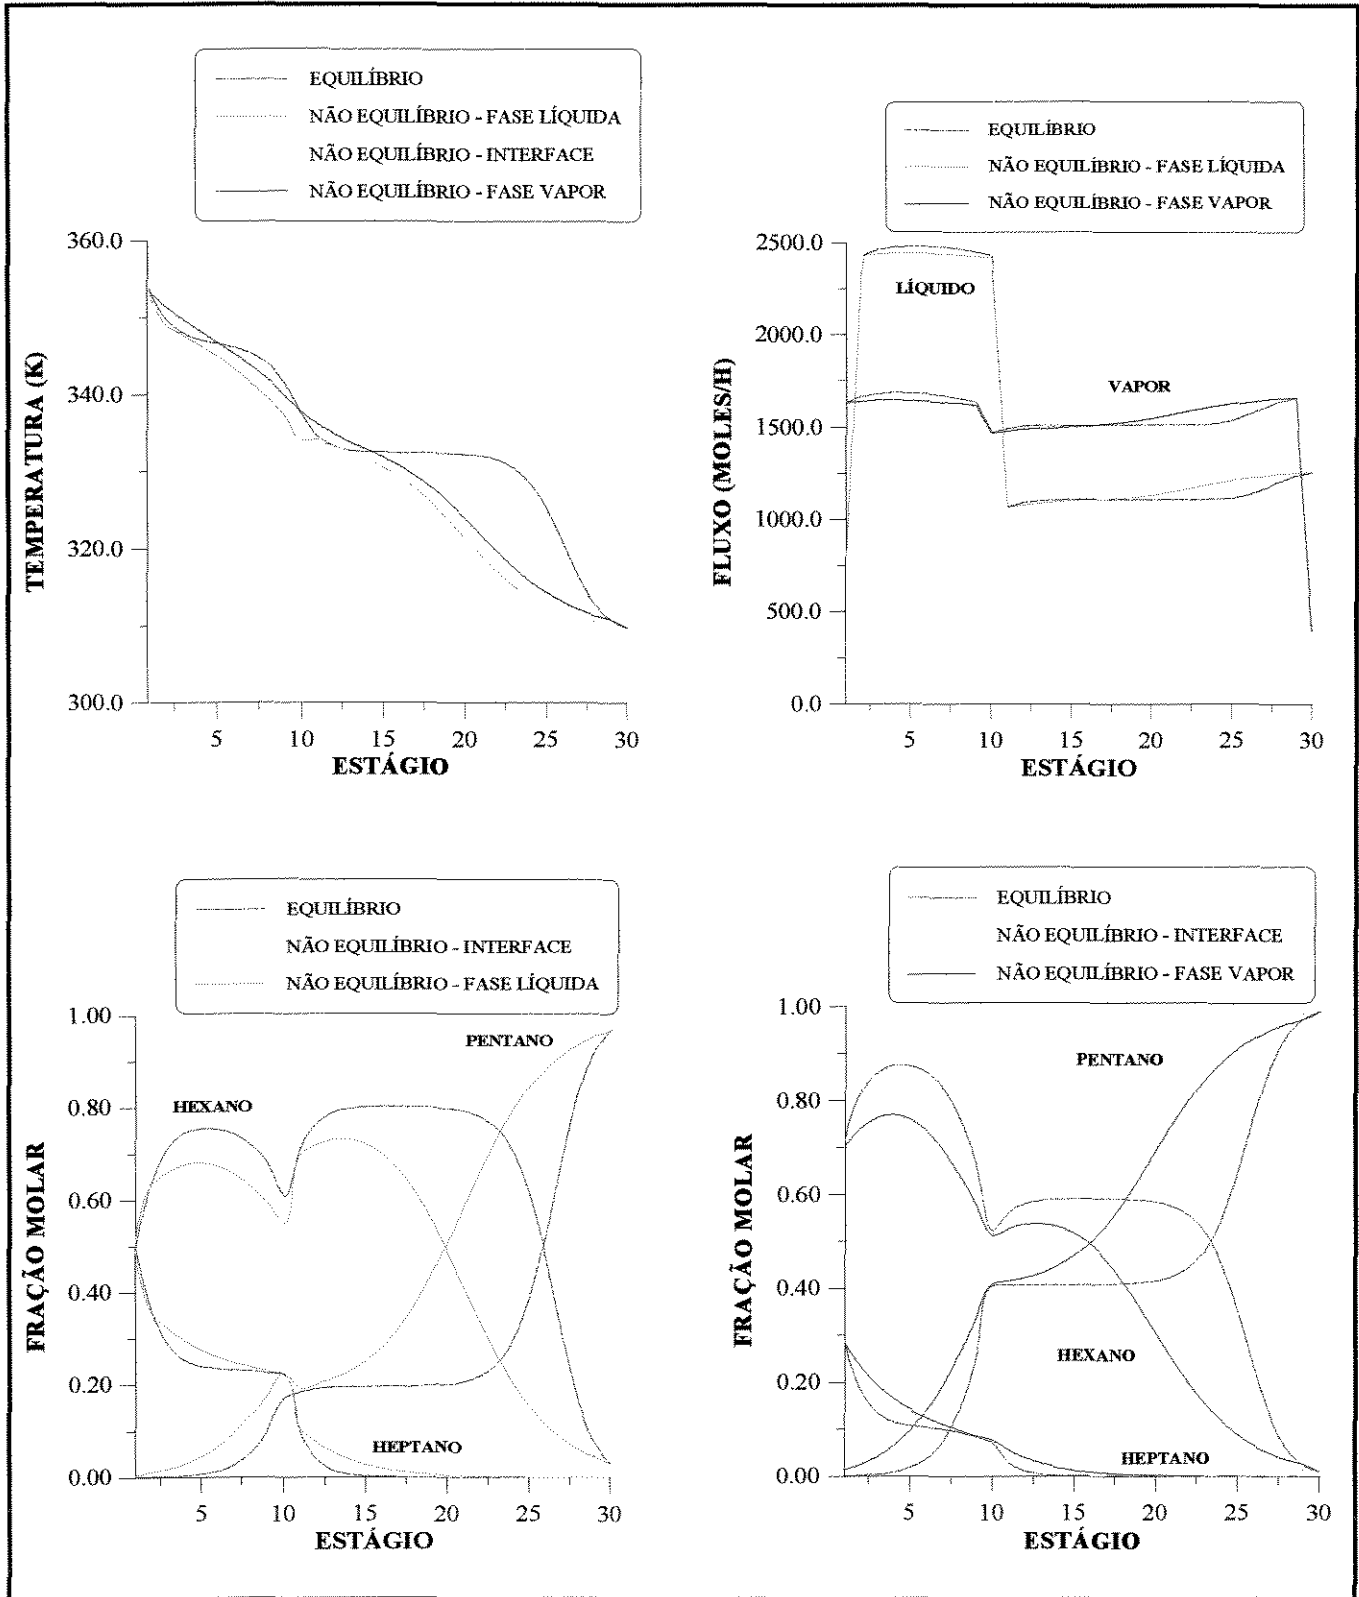 EQUILÍBRIO
NÃO EQUILÍBRIO - FASE LÍQUIDA
NÃO EQUILÍBRIO - INTERFACE
NÃO EQUILÍBRIO - FASE VAPOR
360.0
340.0
320.0
300.0
TEMPERATURA (K)
5 10 15 20 25 30
ESTÁGIO
EQUILÍBRIO
NÃO EQUILÍBRIO - FASE LÍQUIDA
NÃO EQUILÍBRIO - FASE VAPOR
2500.0
2000.0
1500.0
1000.0
500.0
0.0
FLUXO (MOLES/H)
LÍQUIDO
VAPOR
5 10 15 20 25 30
ESTÁGIO
EQUILÍBRIO
NÃO EQUILÍBRIO - INTERFACE
NÃO EQUILÍBRIO - FASE LÍQUIDA
1.00
0.80
0.60
0.40
0.20
0.00
FRAÇÃO MOLAR
PENTANO
HEXANO
HEPTANO
5 10 15 20 25 30
ESTÁGIO
EQUILÍBRIO
NÃO EQUILÍBRIO - INTERFACE
NÃO EQUILÍBRIO - FASE VAPOR
1.00
0.80
0.60
0.40
0.20
0.00
FRAÇÃO MOLAR
PENTANO
HEXANO
HEPTANO
5 10 15 20 25 30
ESTÁGIO